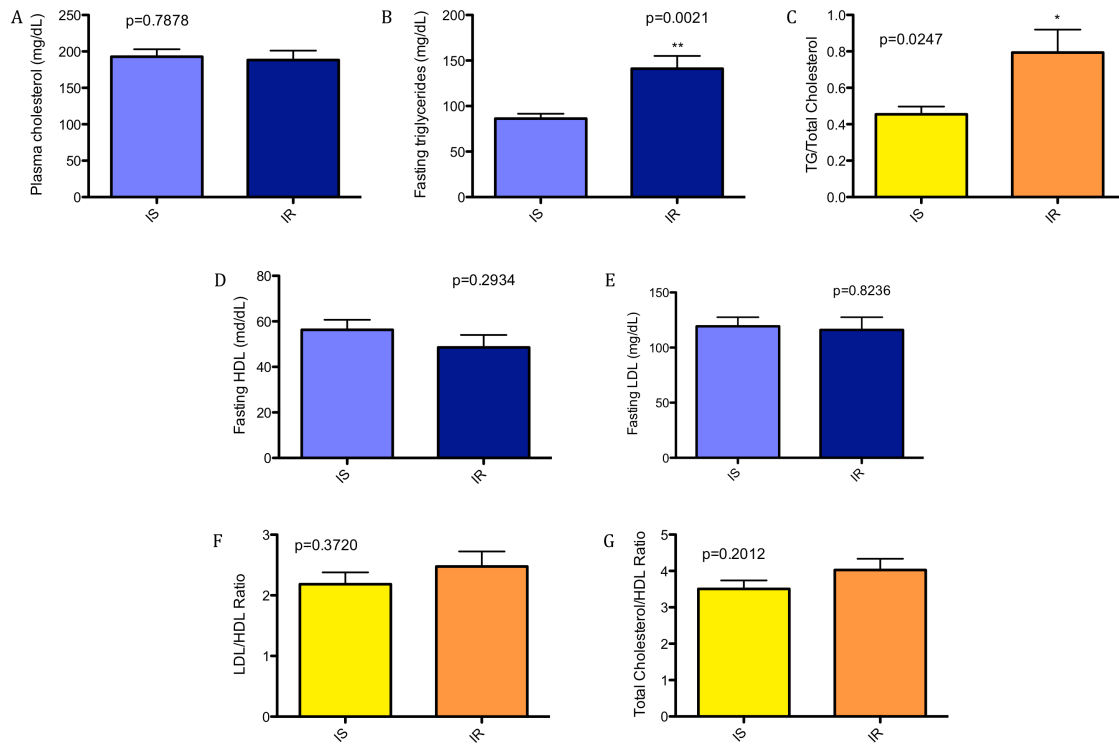 A
Plasma cholesterol (mg/dL)
250
200
150
100
50
0
p=0.7878
IS
IR
B
Fasting triglycerides (mg/dL)
200
150
100
50
0
p=0.0021
**
IS
IR
C
TG/Total Cholesterol
1.0
0.8
0.6
0.4
0.2
0.0
p=0.0247
*
IS
IR
D
Fasting HDL (md/dL)
80
60
40
20
0
p=0.2934
IS
IR
E
Fasting LDL (mg/dL)
150
100
50
0
p=0.8236
IS
IR
F
LDL/HDL Ratio
3
2
1
0
p=0.3720
IS
IR
G
Total Cholesterol/HDL Ratio
5
4
3
2
1
0
p=0.2012
IS
IR